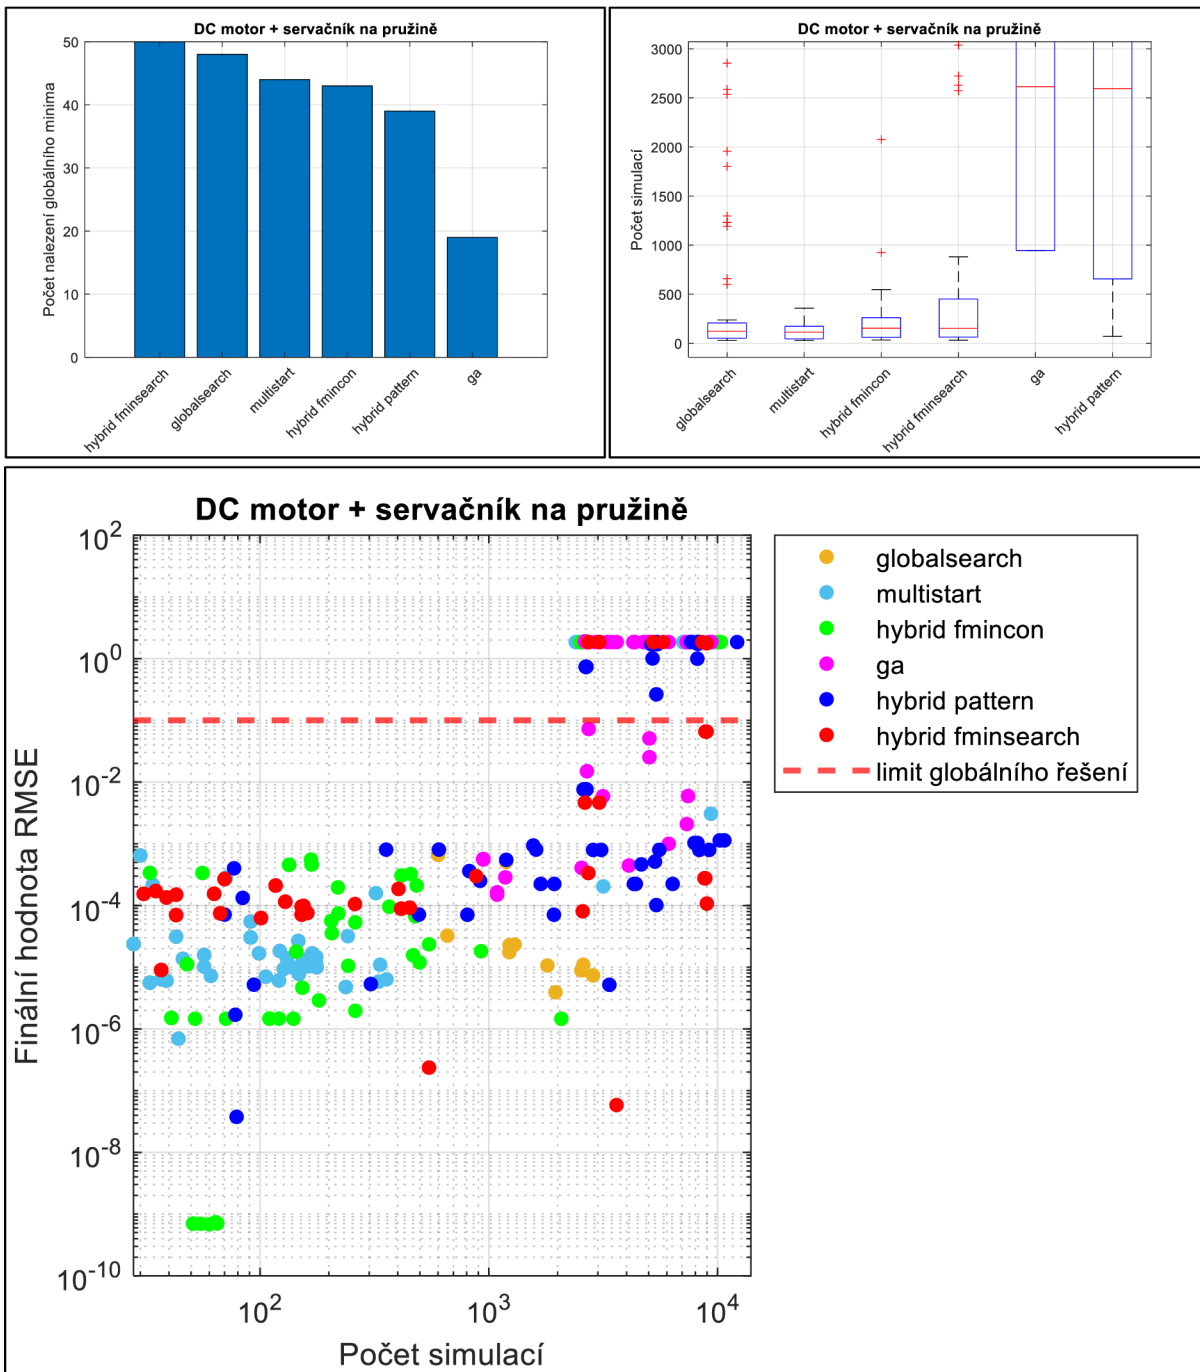 DC motor + servačník na pružině
Počet nalezení globálního minima
50
40
30
20
10
0
hybrid fminsearch
globalsearch
multistart
hybrid fmincon
hybrid pattern
ga
DC motor + servačník na pružině
Počet simulací
3000
2500
2000
1500
1000
500
0
globalsearch
multistart
hybrid fmincon
hybrid fminsearch
ga
hybrid pattern
DC motor + servačník na pružině
Finální hodnota RMSE
10^2
10^0
10^-2
10^-4
10^-6
10^-8
10^-10
10^2
10^3
10^4
Počet simulací
globalsearch
multistart
hybrid fmincon
ga
hybrid pattern
hybrid fminsearch
limit globálního řešení